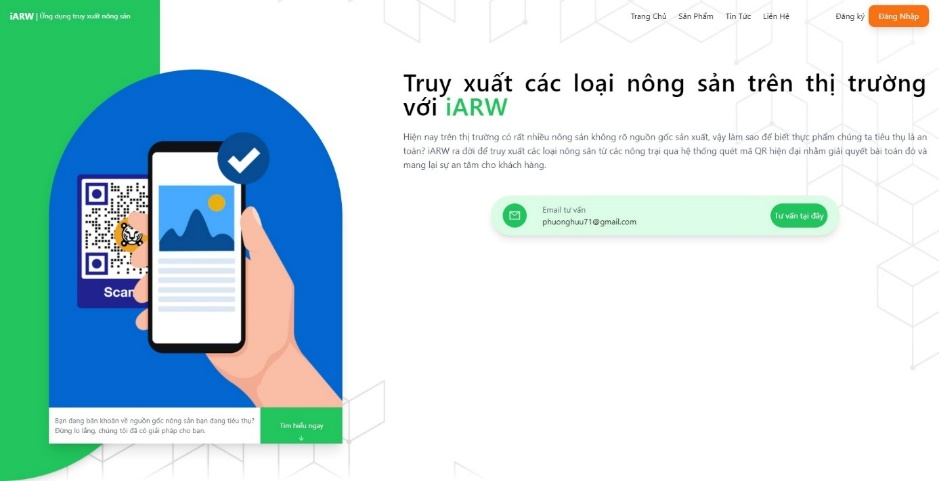 iARW | Ứng dụng truy xuất nông sản
Trang Chủ Sản Phẩm Tin Tức Liên Hệ Đăng ký Đăng Nhập
Truy xuất các loại nông sản trên thị trường
với iARW
Hiện nay trên thị trường có rất nhiều nông sản không rõ nguồn gốc sản xuất, vậy làm sao để biết thực phẩm chúng ta tiêu thụ là an
toàn? iARW ra đời để truy xuất các loại nông sản từ các nông trại qua hệ thống quét mã QR hiện đại nhằm giải quyết bài toán đó và
mang lại sự an tâm cho khách hàng.
Email tư vấn
phuonghuu71@gmail.com
Tư vấn tại đây
Scan
Bạn đang băn khoăn về nguồn gốc nông sản bạn đang tiêu thụ?
Đừng lo lắng, chúng tôi đã có giải pháp cho bạn.
Tìm hiểu ngay